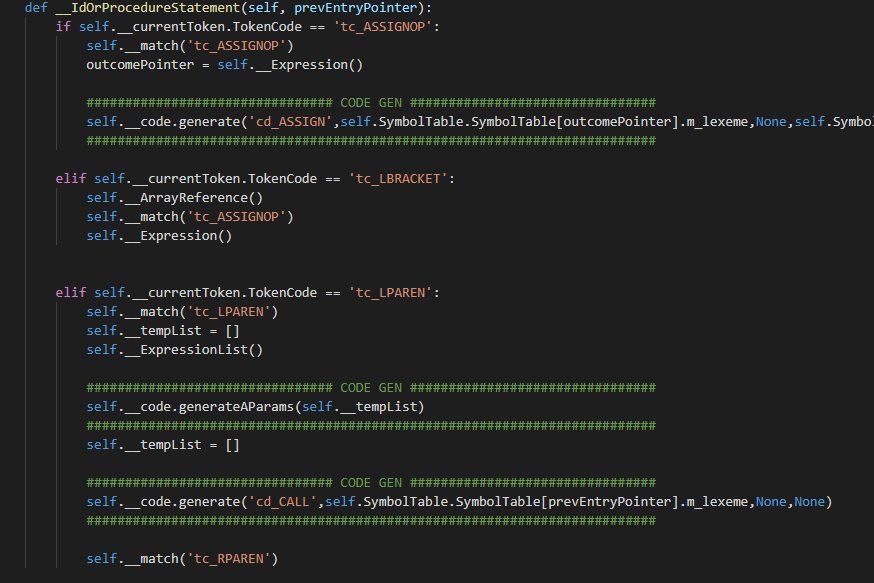 def __IdOrProcedureStatement(self, prevEntryPointer):
if self.__currentToken.TokenCode == 'tc_ASSIGNOP':
self.__match('tc_ASSIGNOP')
outcomePointer = self.__Expression()
################################ CODE GEN ################################
self.__code.generate('cd_ASSIGN',self.SymbolTable.SymbolTable[outcomePointer].m_lexeme,None,self.Symbol
##########################################################################
elif self.__currentToken.TokenCode == 'tc_LBRACKET':
self.__ArrayReference()
self.__match('tc_ASSIGNOP')
self.__Expression()
elif self.__currentToken.TokenCode == 'tc_LPAREN':
self.__match('tc_LPAREN')
self.__tempList = []
self.__ExpressionList()
################################ CODE GEN ################################
self.__code.generateAParams(self.__tempList)
##########################################################################
self.__tempList = []
################################ CODE GEN ################################
self.__code.generate('cd_CALL',self.SymbolTable.SymbolTable[prevEntryPointer].m_lexeme,None,None)
##########################################################################
self.__match('tc_RPAREN')